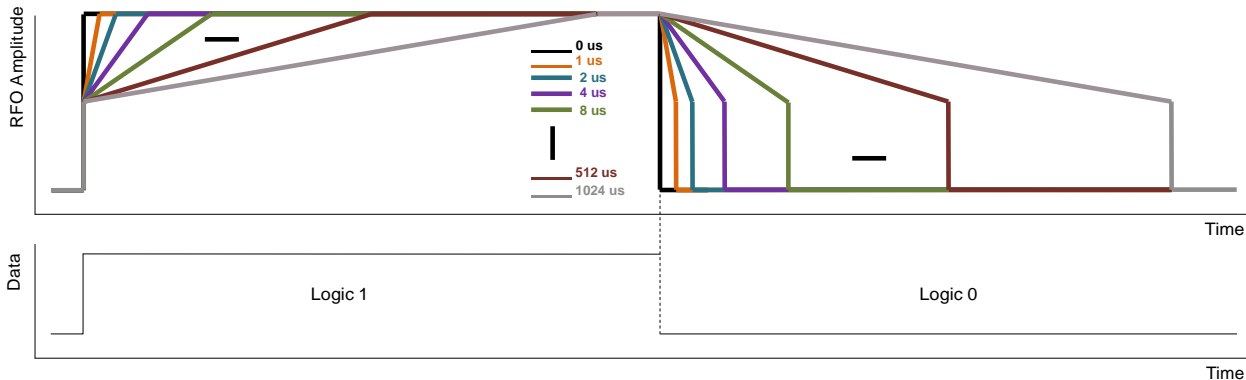 RFO Amplitude
0 us
1 us
2 us
4 us
8 us
512 us
1024 us
Time
Data
Logic 1
Logic 0
Time